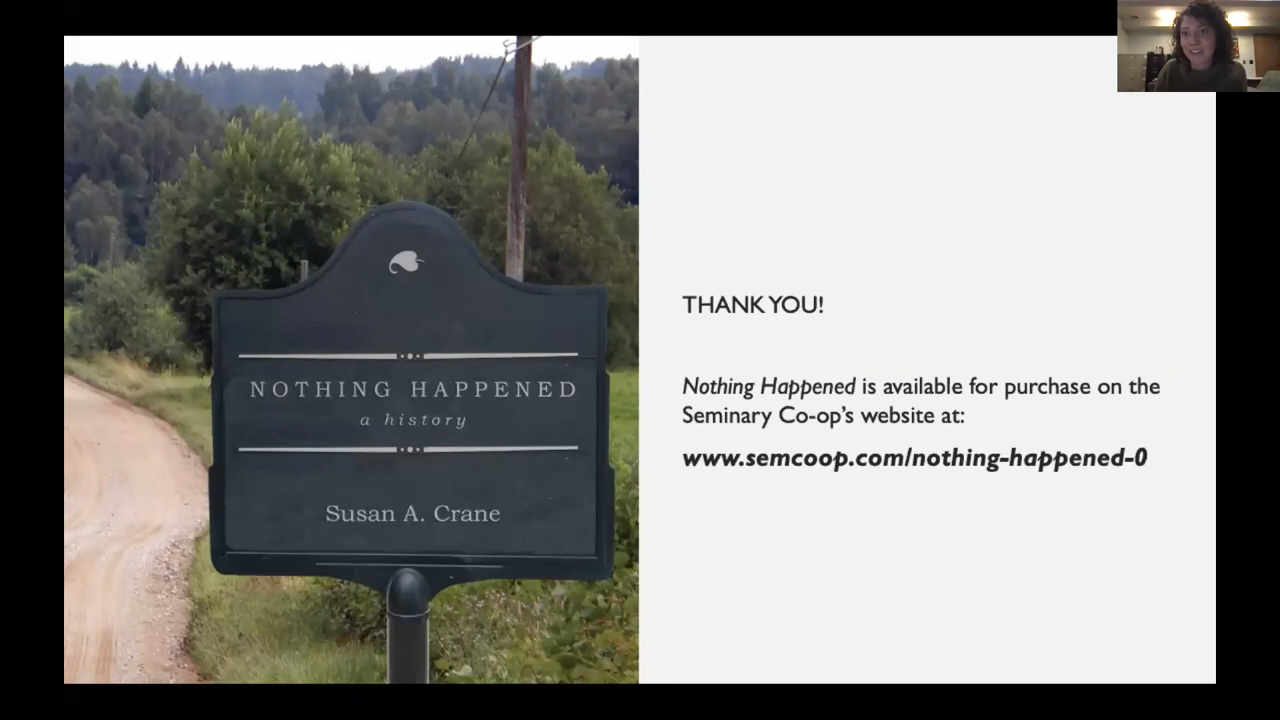 NOTHING HAPPENED
a history
Susan A. Crane
THANK YOU!
Nothing Happened is available for purchase on the
Seminary Co-op's website at:
www.semcoop.com/nothing-happened-0